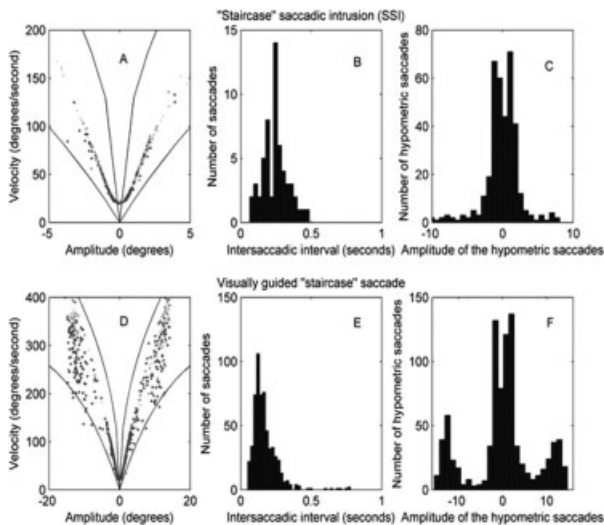 "Staircase" saccadic intrusion (SSI)
Velocity (degrees/second)
200
150
100
50
0
A
-5
0
5
Amplitude (degrees)
Number of saccades
15
10
5
0
B
0
0.5
1
Intersaccadic interval (seconds)
Number of hypometric saccades
80
60
40
20
0
C
-10
0
10
Amplitude of the hypometric saccades
Visually guided "staircase" saccade
Velocity (degrees/second)
400
300
200
100
0
D
-20
0
20
Amplitude (degrees)
Number of saccades
150
100
50
0
E
0
0.5
1
Intersaccadic interval (seconds)
Number of hypometric saccades
150
100
50
0
F
-10
0
10
Amplitude of the hypometric saccades